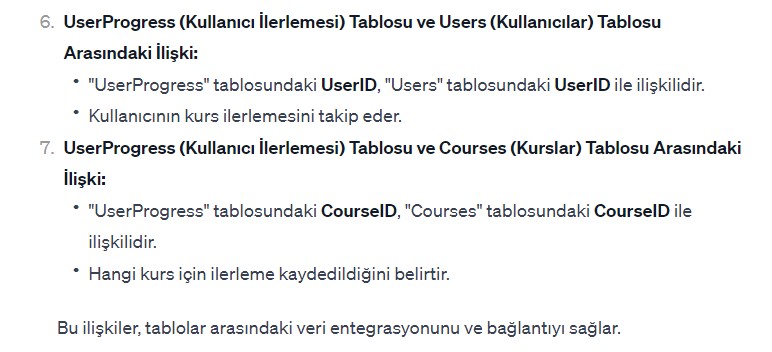 6. UserProgress (Kullanıcı İlerlemesi) Tablosu ve Users (Kullanıcılar) Tablosu
Arasındaki İlişki:
• "UserProgress" tablosundaki UserID, "Users" tablosundaki UserID ile ilişkilidir.
• Kullanıcının kurs ilerlemesini takip eder.
7. UserProgress (Kullanıcı İlerlemesi) Tablosu ve Courses (Kurslar) Tablosu Arasındaki
İlişki:
• "UserProgress" tablosundaki CourseID, "Courses" tablosundaki CourseID ile
ilişkilidir.
• Hangi kurs için ilerleme kaydedildiğini belirtir.
Bu ilişkiler, tablolar arasındaki veri entegrasyonunu ve bağlantıyı sağlar.